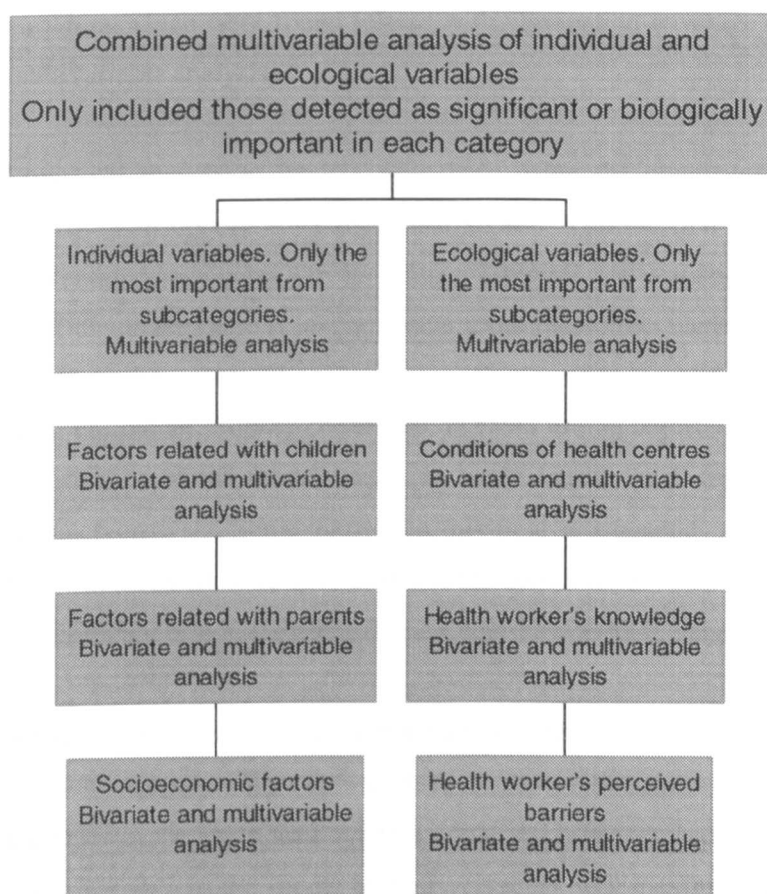 Combined multivariable analysis of individual and
ecological variables
Only included those detected as significant or biologically
important in each category
Individual variables. Only the
most important from
subcategories.
Multivariable analysis
Ecological variables. Only
the most important from
subcategories.
Multivariable analysis
Factors related with children
Bivariate and multivariable
analysis
Conditions of health centres
Bivariate and multivariable
analysis
Factors related with parents
Bivariate and multivariable
analysis
Health worker's knowledge
Bivariate and multivariable
analysis
Socioeconomic factors
Bivariate and multivariable
analysis
Health worker's perceived
barriers
Bivariate and multivariable
analysis